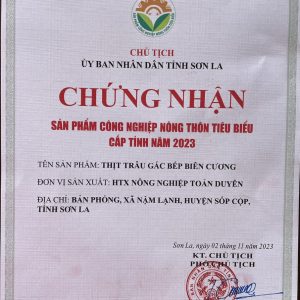 CHỦ TỊCH
ỦY BAN NHÂN DÂN TỈNH SƠN LA
CHỨNG NHẬN
SẢN PHẨM CÔNG NGHIỆP NÔNG THÔN TIÊU BIỂU
CẤP TỈNH NĂM 2023
TÊN SẢN PHẨM: THỊT TRÂU GÁC BẾP BIÊN CƯƠNG
ĐƠN VỊ SẢN XUẤT: HTX NÔNG NGHIỆP TOÀN DUYÊN
ĐỊA CHỈ: BẢN PHỐNG, XÃ NẬM LẠNH, HUYỆN SỐP CỘP,
TỈNH SƠN LA
Sơn La, ngày 02 tháng 11 năm 2023
KT. CHỦ TỊCH
PHÓ CHỦ TỊCH